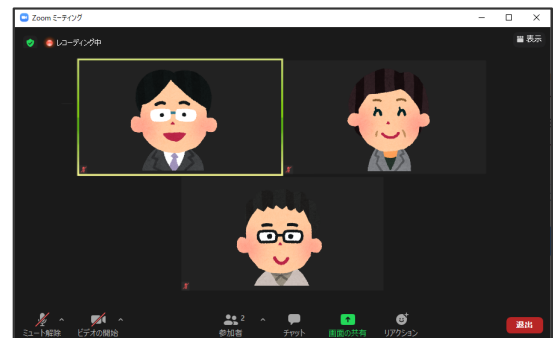 Zoom ミーティング
レコーディング中
表示
ミュート解除
ビデオの開始
参加者
2
チャット
画面の共有
リアクション
退出